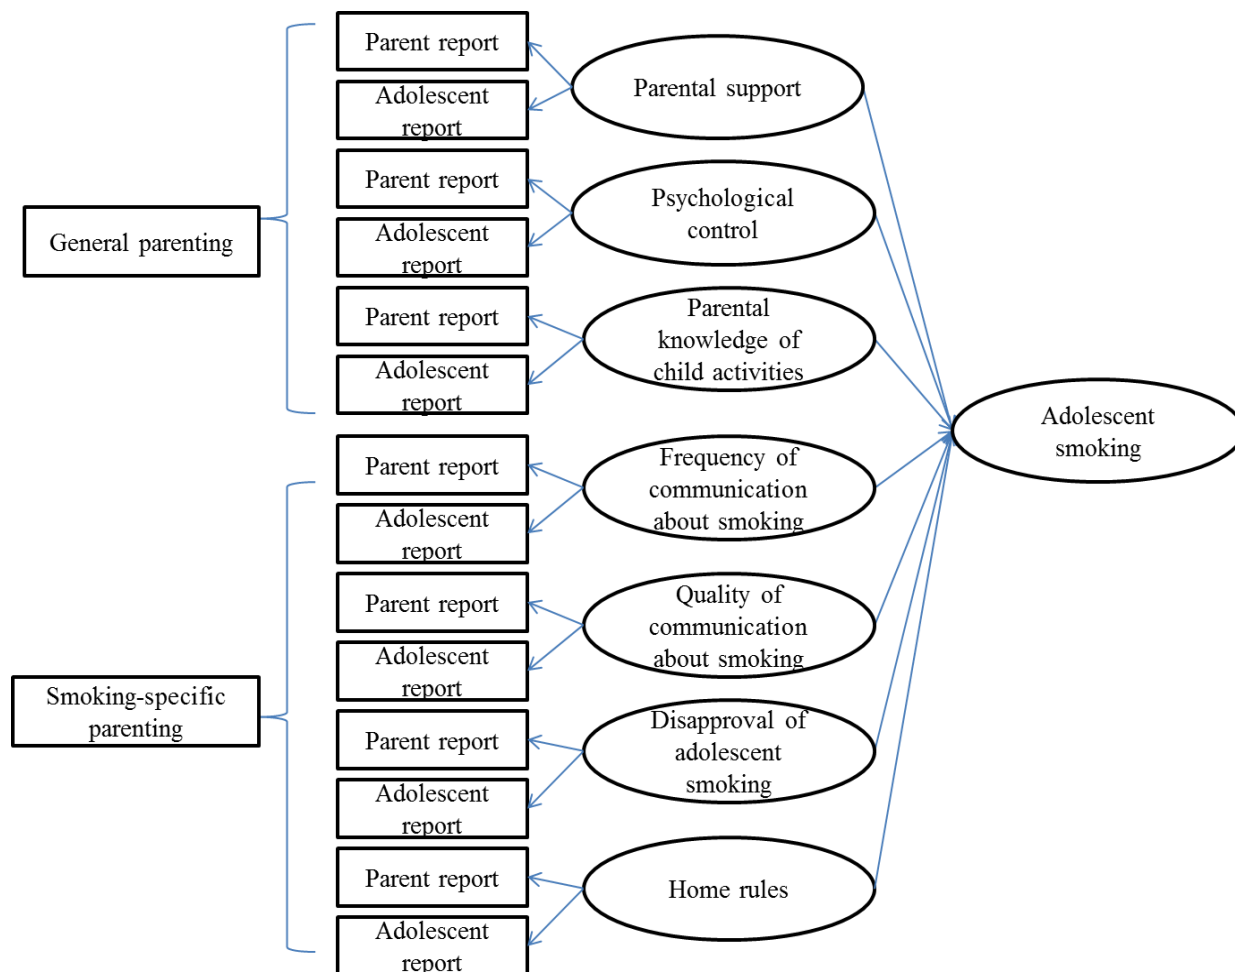 General parenting
Parent report
Adolescent
report
Parental support
Parent report
Adolescent
report
Psychological
control
Parent report
Adolescent
report
Parental
knowledge of
child activities
Adolescent
smoking
Smoking-specific
parenting
Parent report
Adolescent
report
Frequency of
communication
about smoking
Parent report
Adolescent
report
Quality of
communication
about smoking
Parent report
Adolescent
report
Disapproval of
adolescent
smoking
Parent report
Adolescent
report
Home rules